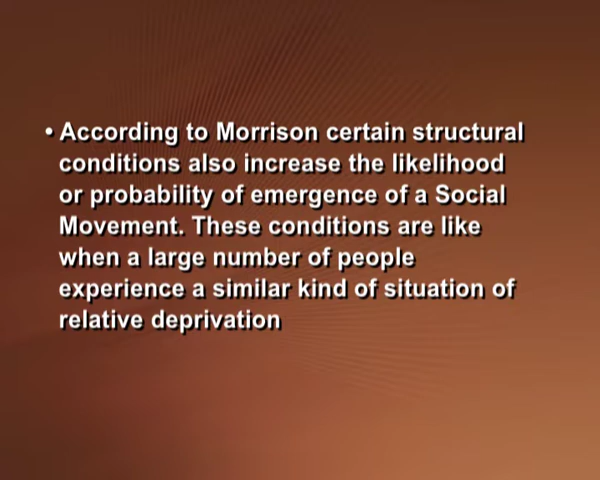 • According to Morrison certain structural
conditions also increase the likelihood
or probability of emergence of a Social
Movement. These conditions are like
when a large number of people
experience a similar kind of situation of
relative deprivation